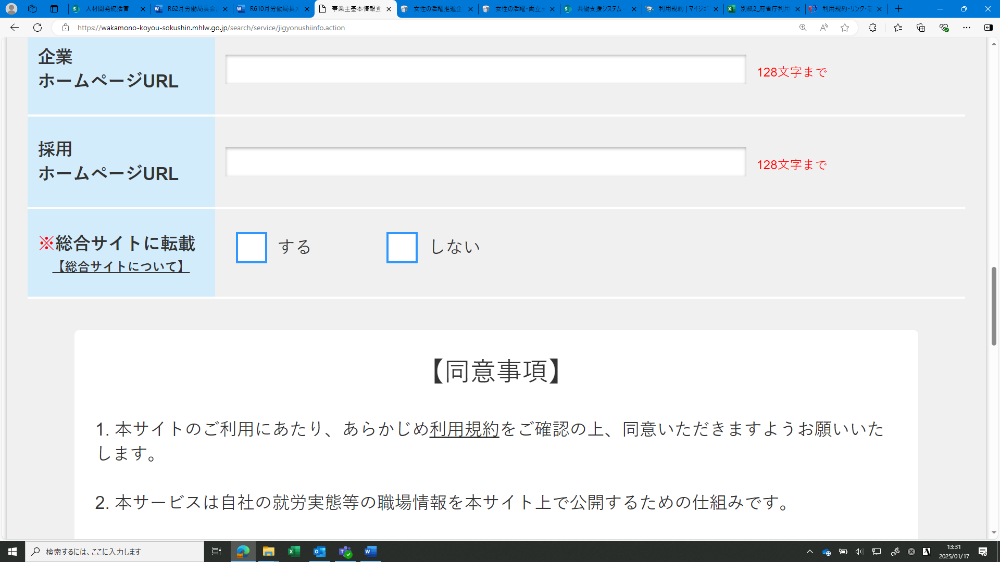 人材開発統括官
R62月労働局長会
R610月労働局長
事業主基本情報登
女性の活躍推進企
女性の活躍・両立支
共働支援システム -
利用規約 | マイジョ
別紙2_府省庁利用
利用規約・リンク・著
https://wakamono-koyou-sokushin.mhlw.go.jp/search/service/jigyonushiinfo.action
企業
ホームページURL
128文字まで
採用
ホームページURL
128文字まで
※総合サイトに転載
【総合サイトについて】
する
しない
【同意事項】
1. 本サイトのご利用にあたり、あらかじめ利用規約をご確認の上、同意いただきますようお願いいた
します。
2. 本サービスは自社の就労実態等の職場情報を本サイト上で公開するための仕組みです。
検索するには、ここに入力します
13:31
2025/01/17